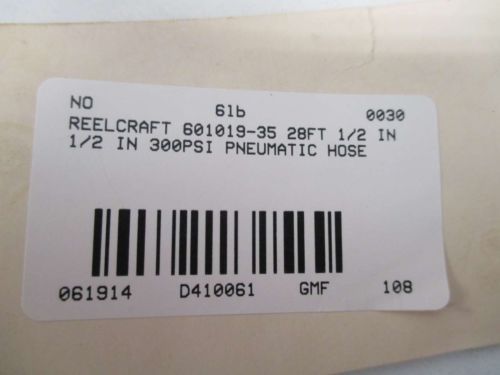 NO 6lb 0030
REELCRAFT 601019-35 28FT 1/2 IN
1/2 IN 300PSI PNEUMATIC HOSE
061914 D410061 GMF 108